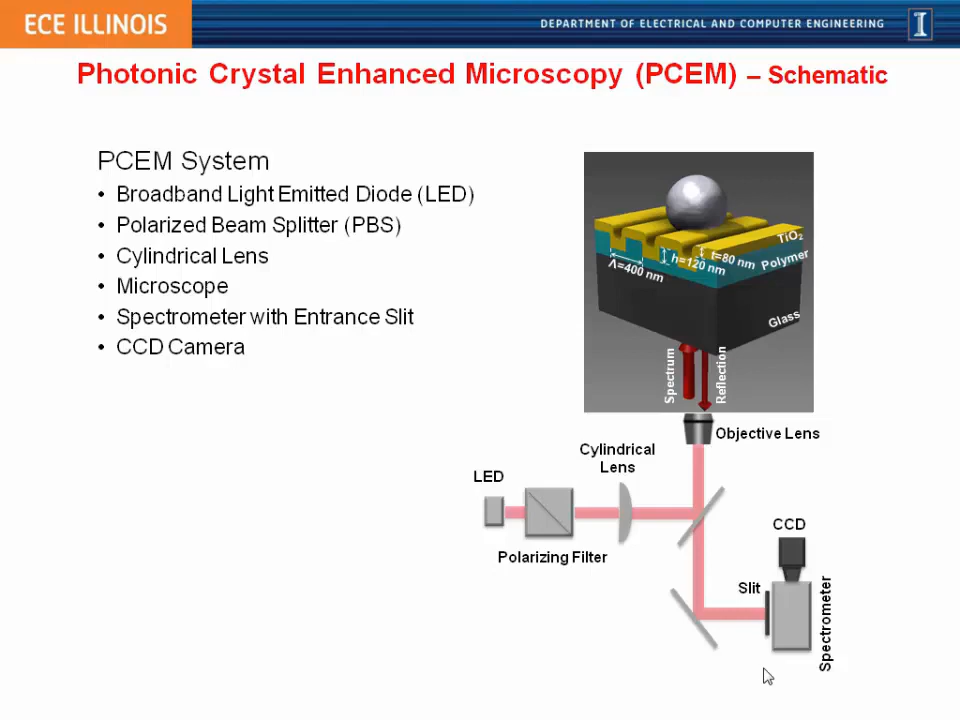 ECE ILLINOIS
DEPARTMENT OF ELECTRICAL AND COMPUTER ENGINEERING
I
Photonic Crystal Enhanced Microscopy (PCEM) – Schematic
PCEM System
• Broadband Light Emitted Diode (LED)
• Polarized Beam Splitter (PBS)
• Cylindrical Lens
• Microscope
• Spectrometer with Entrance Slit
• CCD Camera
TiO₂
t=80 nm
Polymer
h=120 nm
Λ=400 nm
Glass
Spectrum
Reflection
Objective Lens
Cylindrical
Lens
LED
Polarizing Filter
CCD
Slit
Spectrometer